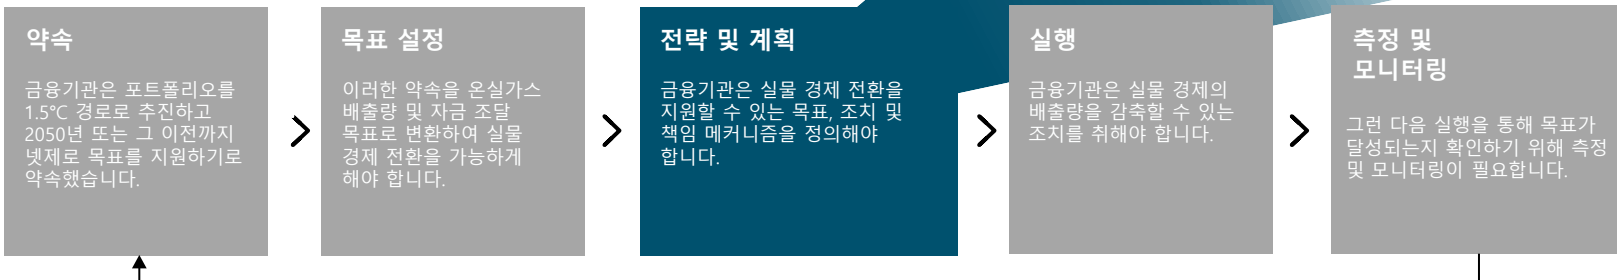 약속
금융기관은 포트폴리오를
1.5°C 경로로 추진하고
2050년 또는 그 이전까지
넷제로 목표를 지원하기로
약속했습니다.
목표 설정
이러한 약속을 온실가스
배출량 및 자금 조달
목표로 변환하여 실물
경제 전환을 가능하게
해야 합니다.
전략 및 계획
금융기관은 실물 경제 전환을
지원할 수 있는 목표, 조치 및
책임 메커니즘을 정의해야
합니다.
실행
금융기관은 실물 경제의
배출량을 감축할 수 있는
조치를 취해야 합니다.
측정 및
모니터링
그런 다음 실행을 통해 목표가
달성되는지 확인하기 위해 측정
및 모니터링이 필요합니다.